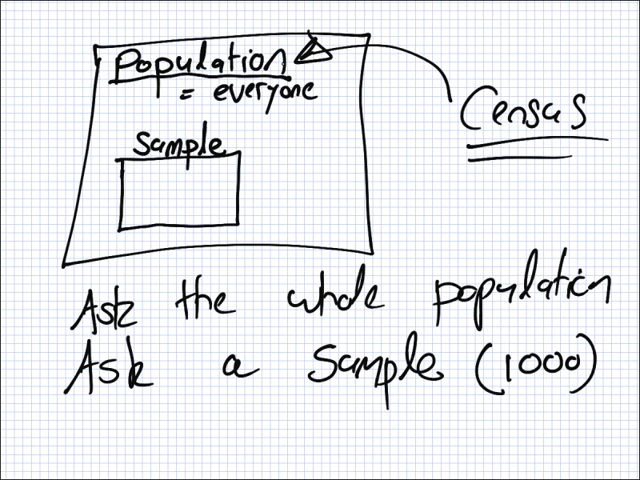 Population
= everyone
Census
Sample
Ask the whole population
Ask a sample (1000)